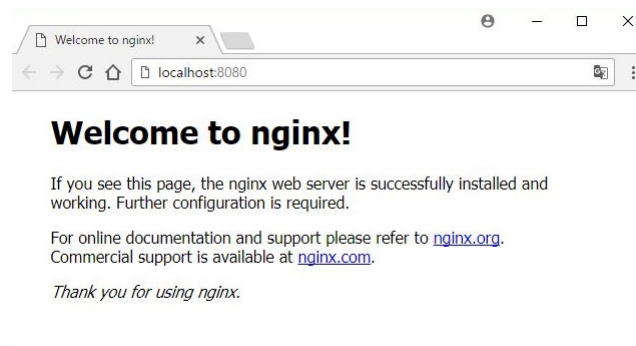 Welcome to nginx!
localhost:8080
Welcome to nginx!
If you see this page, the nginx web server is successfully installed and
working. Further configuration is required.
For online documentation and support please refer to nginx.org.
Commercial support is available at nginx.com.
Thank you for using nginx.